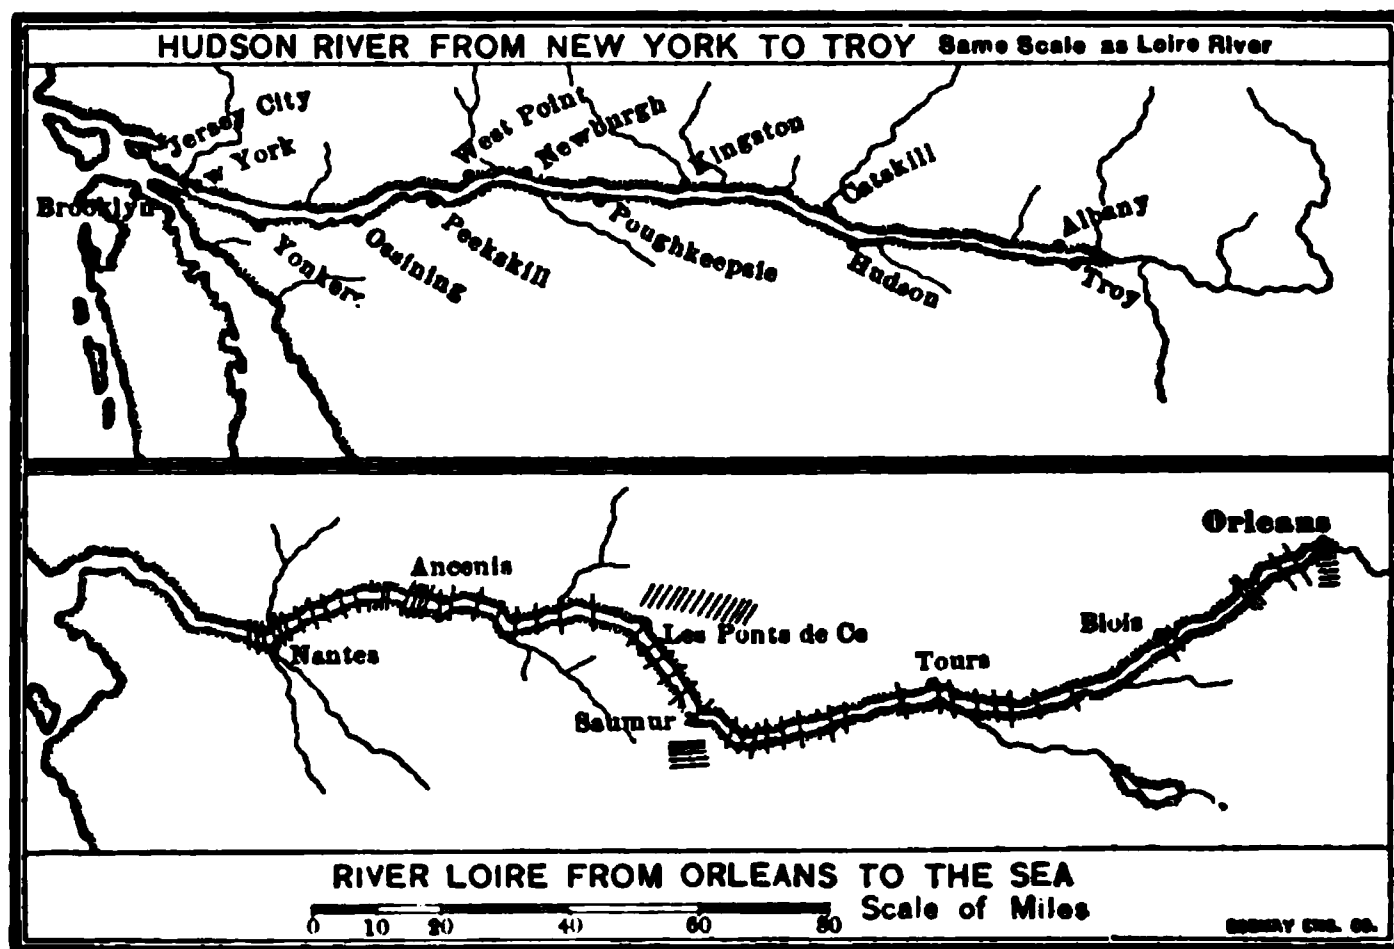 HUDSON RIVER FROM NEW YORK TO TROY Same Scale as Loire River
Jersey City
w York
Brooklyn
Yonkers
Ossining
Peekskill
West Point
Newburgh
Poughkeepsie
Kingston
Catskill
Hudson
Albany
Troy
Orleans
Anconis
Les Ponts de Ce
Blois
Nantes
Tours
Saumur
RIVER LOIRE FROM ORLEANS TO THE SEA
0 10 20 40 60 80 Scale of Miles